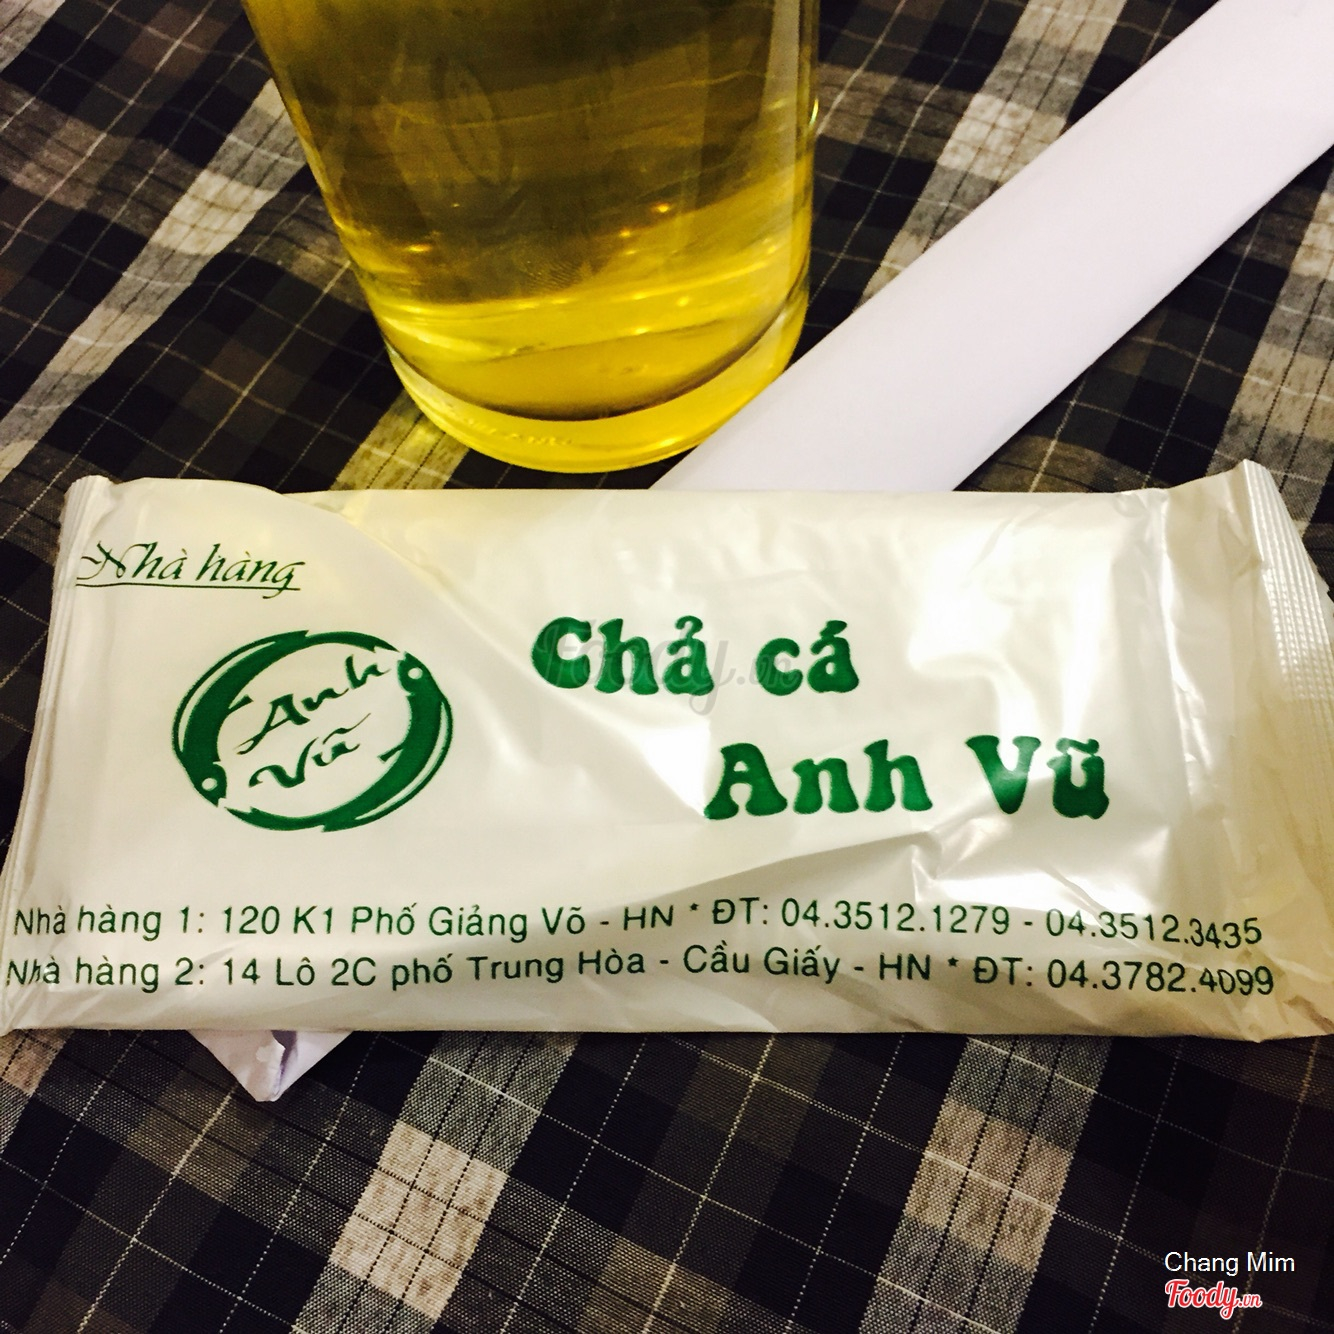 Nhà hàng
Anh
Vũ
Chả cá
Anh Vũ
Nhà hàng 1: 120 K1 Phố Giảng Võ - HN * ĐT: 04.3512.1279 - 04.3512.3435
Nhà hàng 2: 14 Lô 2C phố Trung Hòa - Cầu Giấy - HN * ĐT: 04.3782.4099
Foody.vn
Chang Mim
Foody.vn